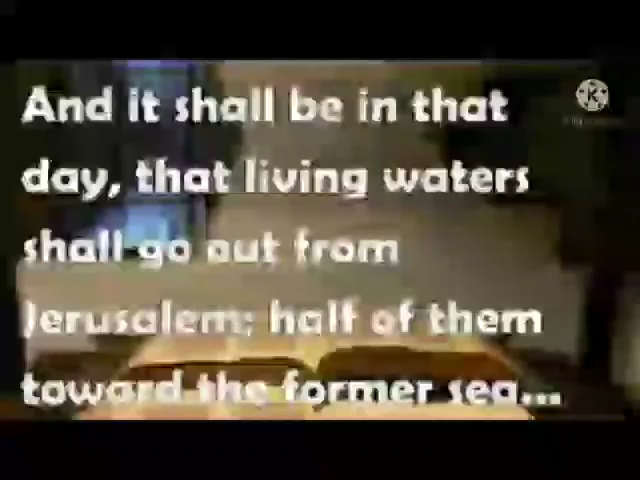 And it shall be in that
day, that living waters
shall go out from
Jerusalem; half of them
toward the former sea...